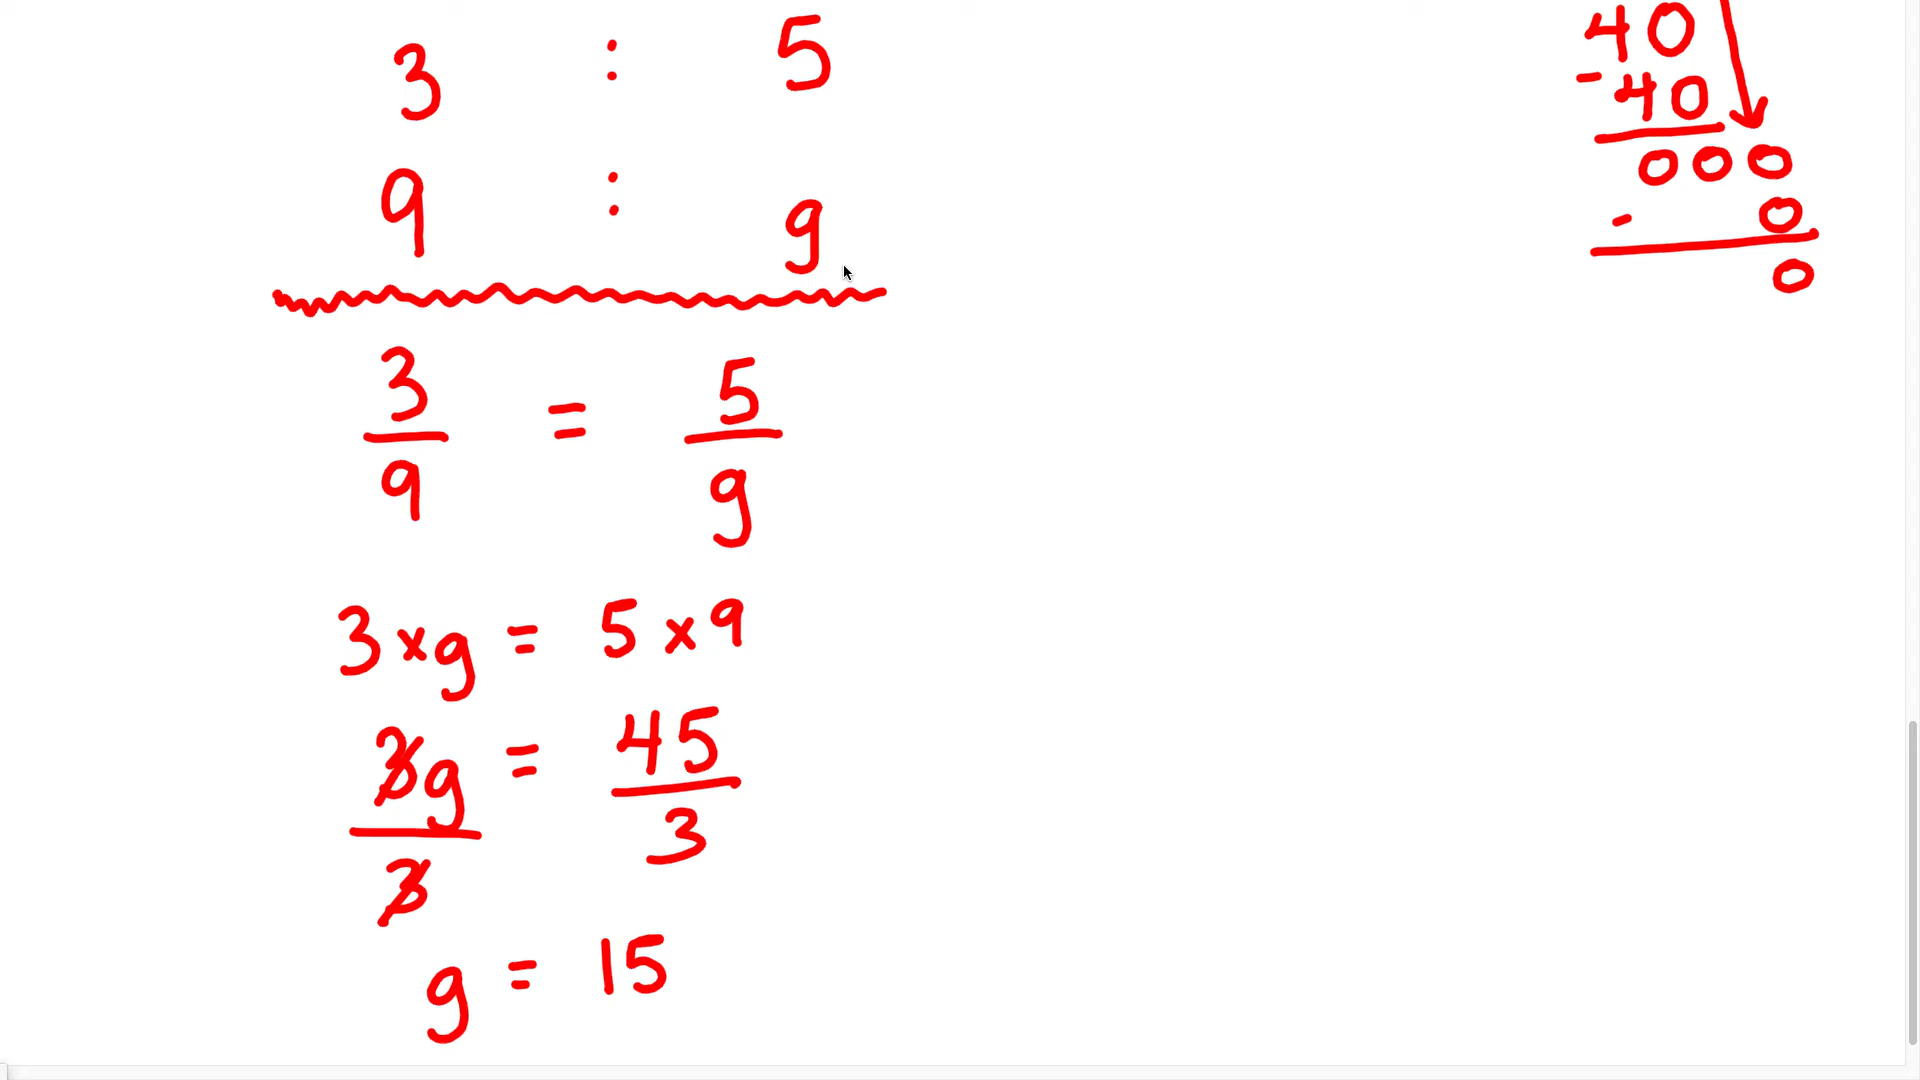 3 : 5
9 : g
3/9 = 5/g
3 x g = 5 x 9
3g/3 = 45/3
g = 15
40
- 40
000
- 0
0